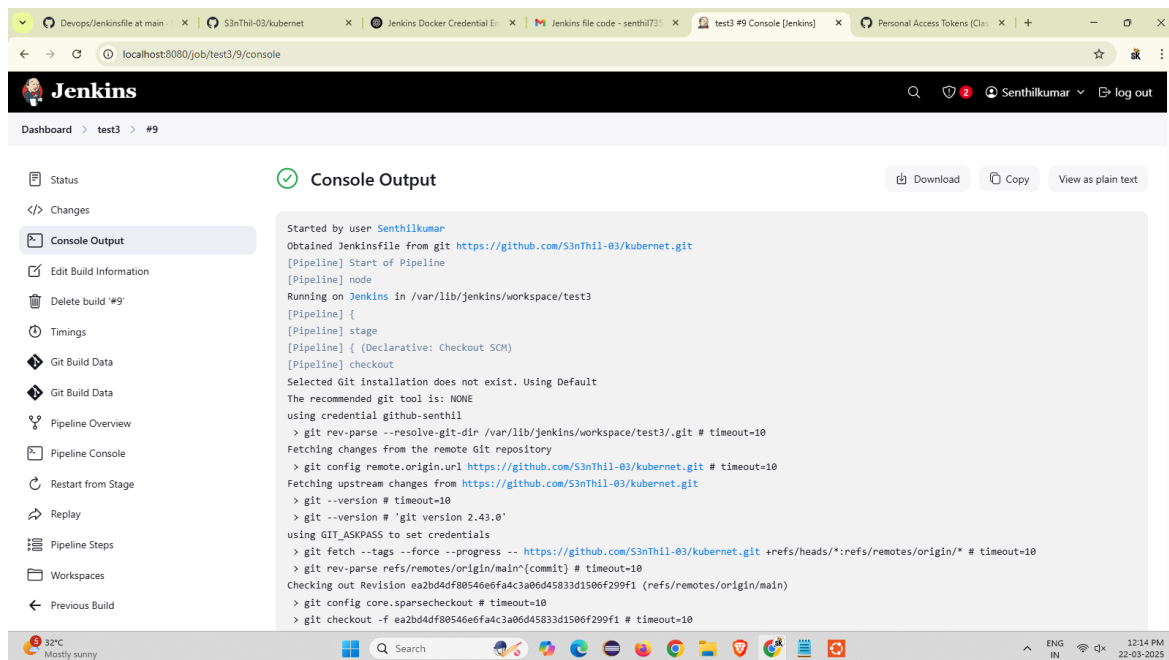 Devops/Jenkinsfile at main · S
S3nThil-03/kubernet
Jenkins Docker Credential Er
Jenkins file code - senthil735
test3 #9 Console [Jenkins]
Personal Access Tokens (Clas
localhost:8080/job/test3/9/console
Jenkins
2
Senthilkumar
log out
Dashboard > test3 > #9
Status
Changes
Console Output
Edit Build Information
Delete build '#9'
Timings
Git Build Data
Git Build Data
Pipeline Overview
Pipeline Console
Restart from Stage
Replay
Pipeline Steps
Workspaces
Previous Build
Console Output
Download
Copy
View as plain text
Started by user Senthilkumar
Obtained Jenkinsfile from git https://github.com/S3nThil-03/kubernet.git
[Pipeline] Start of Pipeline
[Pipeline] node
Running on Jenkins in /var/lib/jenkins/workspace/test3
[Pipeline] {
[Pipeline] stage
[Pipeline] { (Declarative: Checkout SCM)
[Pipeline] checkout
Selected Git installation does not exist. Using Default
The recommended git tool is: NONE
using credential github-senthil
> git rev-parse --resolve-git-dir /var/lib/jenkins/workspace/test3/.git # timeout=10
Fetching changes from the remote Git repository
> git config remote.origin.url https://github.com/S3nThil-03/kubernet.git # timeout=10
Fetching upstream changes from https://github.com/S3nThil-03/kubernet.git
> git --version # timeout=10
> git --version # 'git version 2.43.0'
using GIT_ASKPASS to set credentials
> git fetch --tags --force --progress -- https://github.com/S3nThil-03/kubernet.git +refs/heads/*:refs/remotes/origin/* # timeout=10
> git rev-parse refs/remotes/origin/main^{commit} # timeout=10
Checking out Revision ea2bd4df80546e6fa4c3a06d45833d1506f299f1 (refs/remotes/origin/main)
> git config core.sparsecheckout # timeout=10
> git checkout -f ea2bd4df80546e6fa4c3a06d45833d1506f299f1 # timeout=10
5
32°C
Mostly sunny
Search
ENG
IN
12:14 PM
22-03-2025